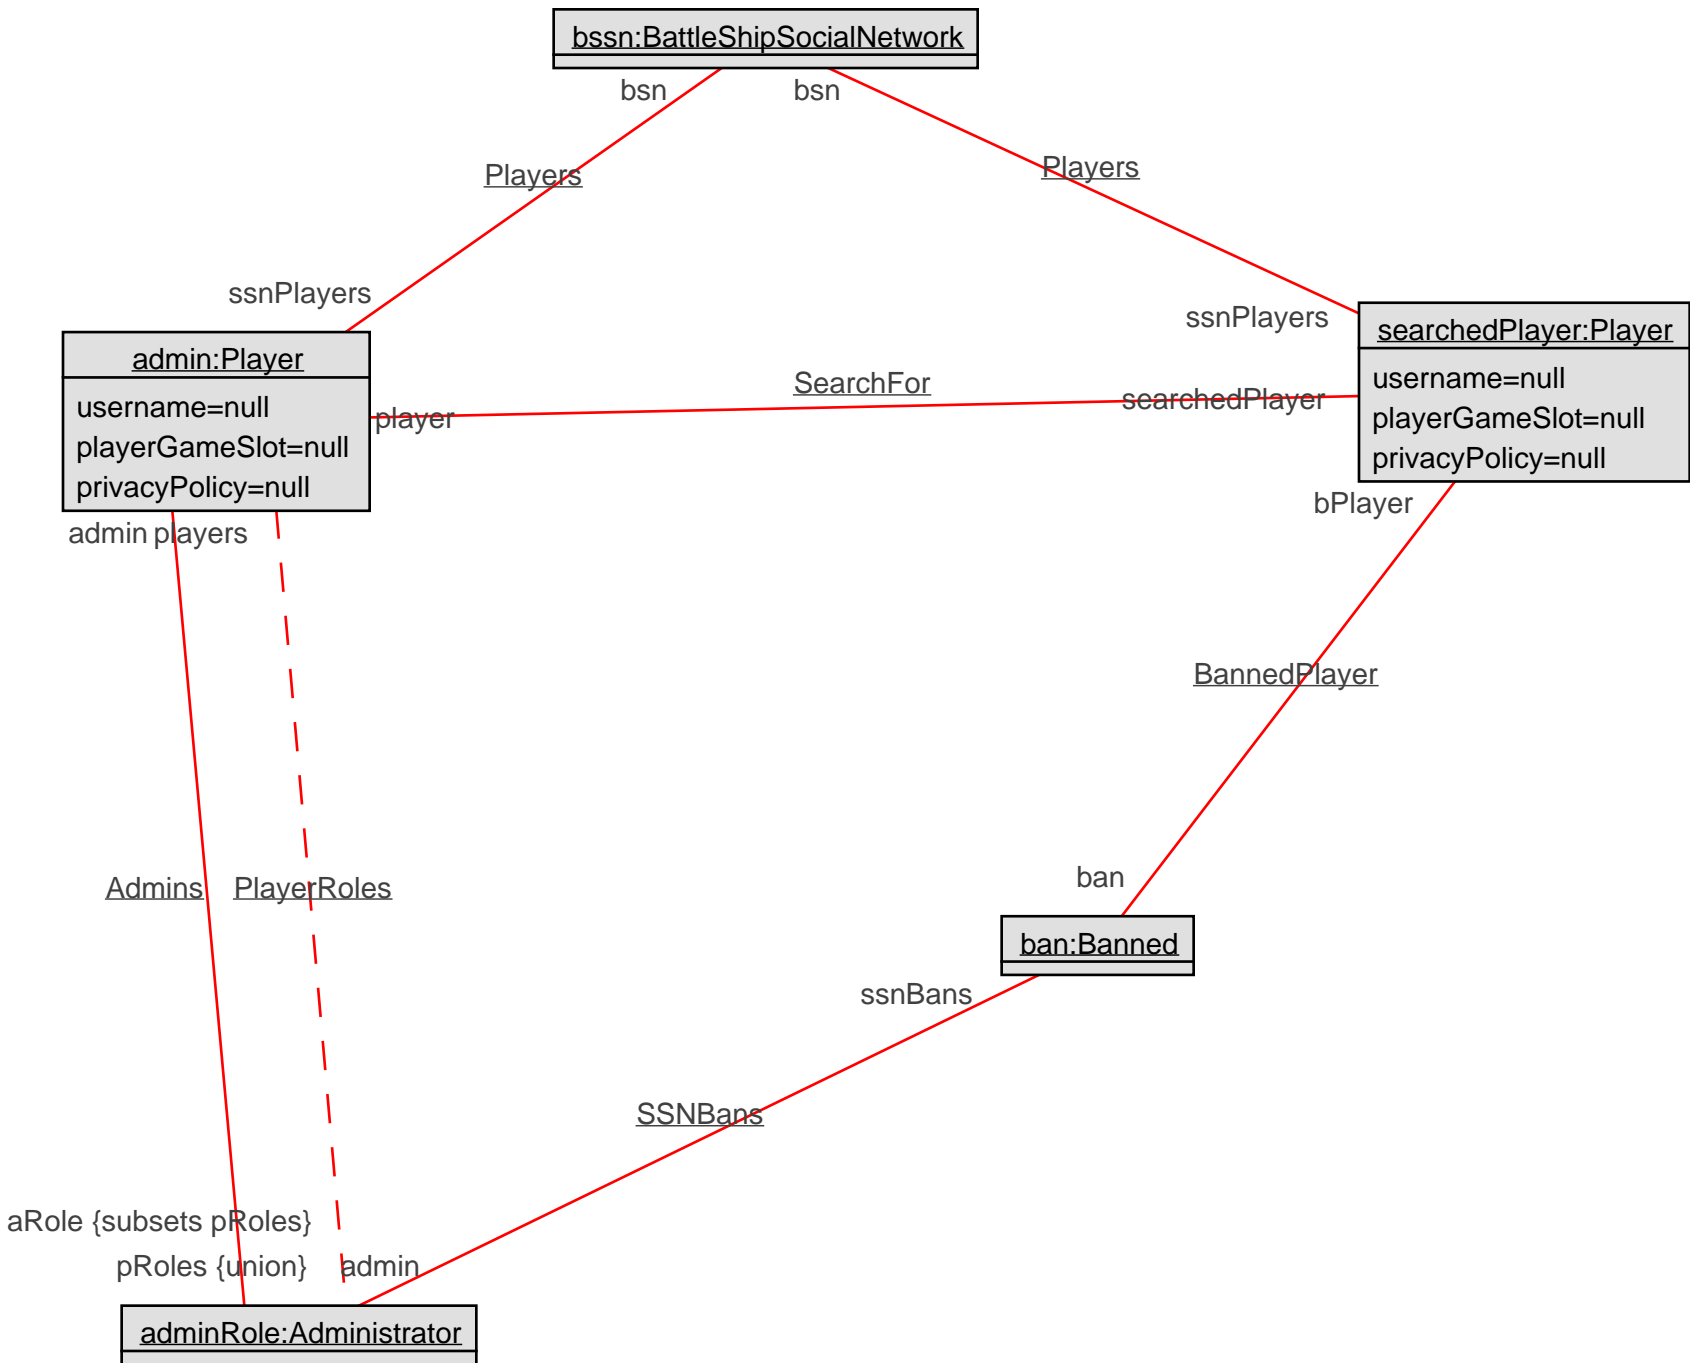 bssn:BattleShipSocialNetwork
bsn
bsn
Players
Players
ssnPlayers
ssnPlayers
admin:Player
username=null
playerGameSlot=null
privacyPolicy=null
searchedPlayer:Player
username=null
playerGameSlot=null
privacyPolicy=null
SearchFor
player
searchedPlayer
admin
players
bPlayer
BannedPlayer
Admins
PlayerRoles
ban
ban:Banned
ssnBans
SSNBans
aRole {subsets pRoles}
pRoles {union}
admin
adminRole:Administrator